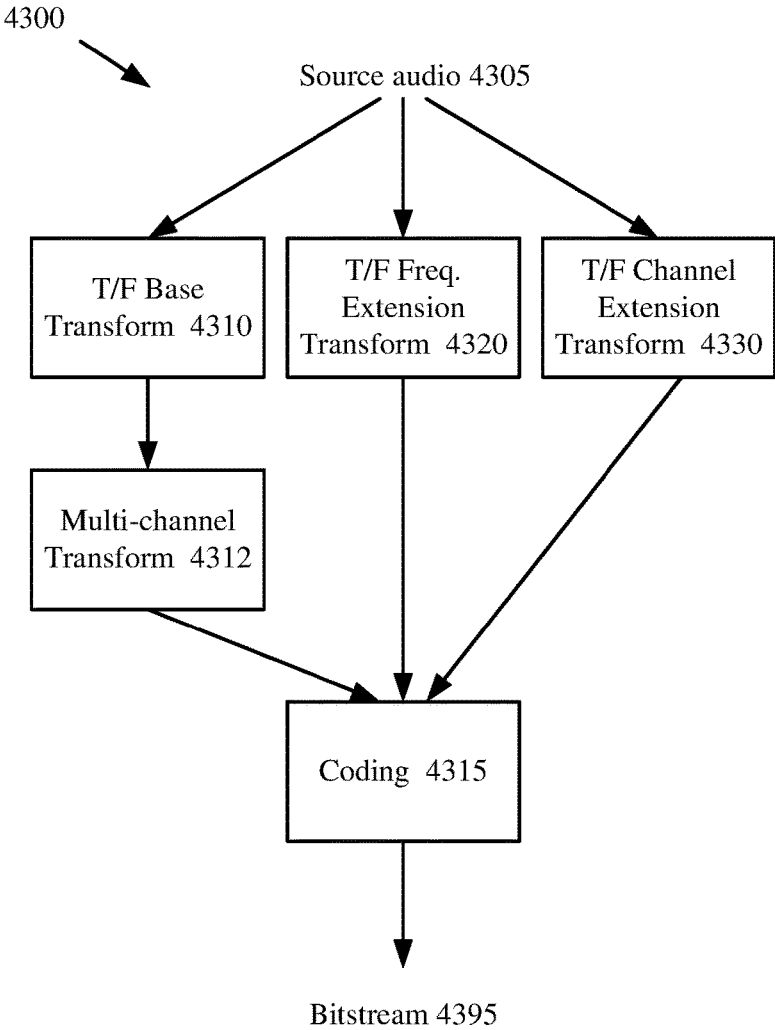 4300
Source audio 4305
T/F Base
Transform 4310
T/F Freq.
Extension
Transform 4320
T/F Channel
Extension
Transform 4330
Multi-channel
Transform 4312
Coding 4315
Bitstream 4395